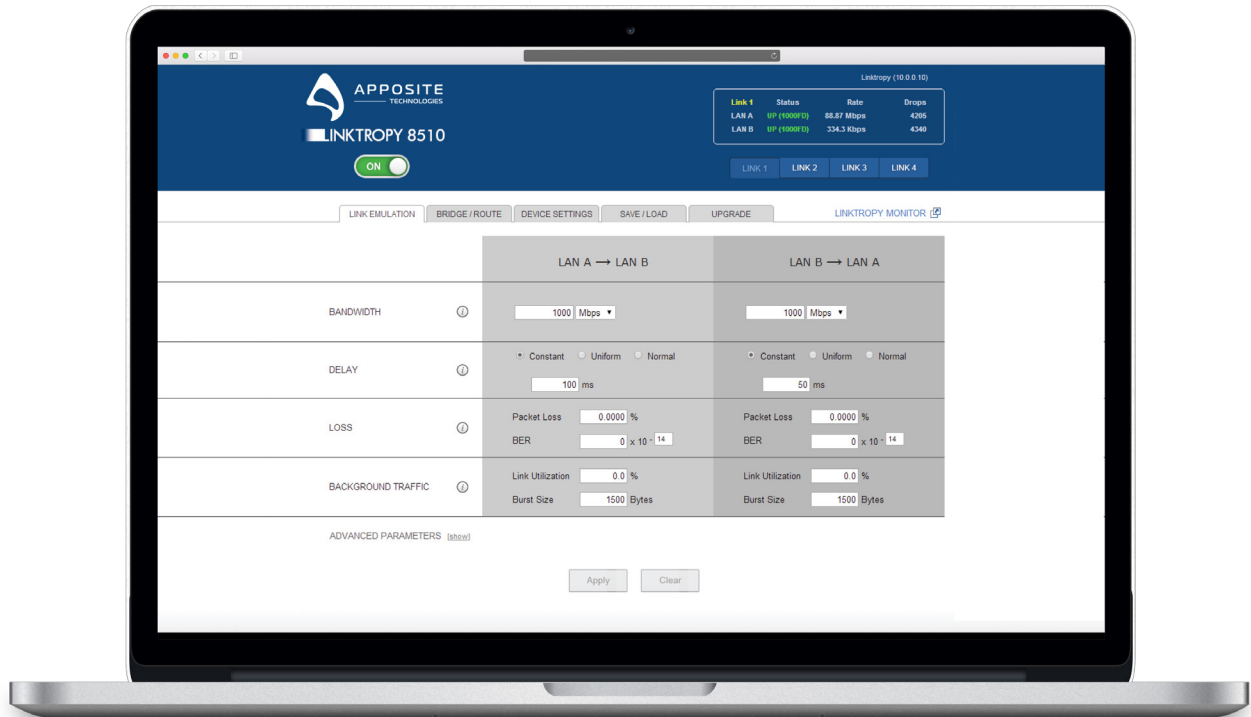 Linktropy (10.0.0.10)
APPOSITE
TECHNOLOGIES
LINKTROPY 8510
ON
Link 1 Status Rate Drops
LAN A UP (1000FD) 88.87 Mbps 4205
LAN B UP (1000FD) 334.3 Kbps 4340
LINK 1 LINK 2 LINK 3 LINK 4
LINK EMULATION BRIDGE / ROUTE DEVICE SETTINGS SAVE / LOAD UPGRADE LINKTROPY MONITOR
LAN A → LAN B LAN B → LAN A
BANDWIDTH i 1000 Mbps 1000 Mbps
Constant Uniform Normal Constant Uniform Normal
DELAY i
100 ms 50 ms
Packet Loss 0.0000 % Packet Loss 0.0000 %
LOSS i
BER 0 x 10 - 14 BER 0 x 10 - 14
Link Utilization 0.0 % Link Utilization 0.0 %
BACKGROUND TRAFFIC i
Burst Size 1500 Bytes Burst Size 1500 Bytes
ADVANCED PARAMETERS [show]
Apply Clear